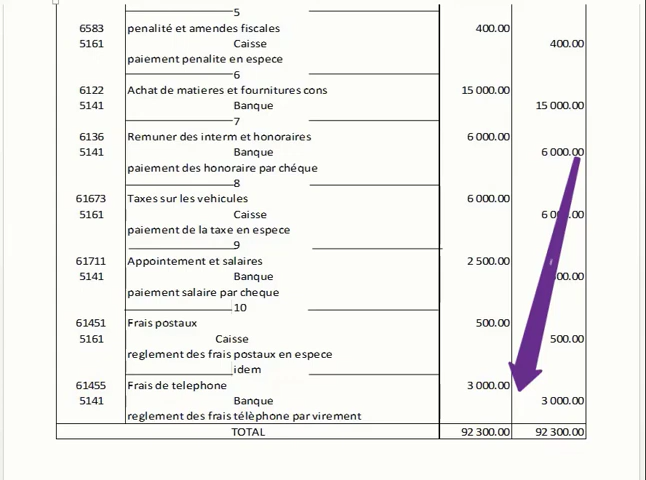 5
6583 penalité et amendes fiscales 400.00
5161 Caisse 400.00
paiement penalite en espece
6
6122 Achat de matieres et fournitures cons 15 000.00
5141 Banque 15 000.00
7
6136 Remuner des interm et honoraires 6 000.00
5141 Banque 6 000.00
paiement des honoraire par chéque
8
61673 Taxes sur les vehicules 6 000.00
5161 Caisse
paiement de la taxe en espece
9
61711 Appointement et salaires 2 500.00
5141 Banque
paiement salaire par cheque
10
61451 Frais postaux 500.00
5161 Caisse 500.00
reglement des frais postaux en espece
idem
61455 Frais de telephone 3 000.00
5141 Banque 3 000.00
reglement des frais télèphone par virement
TOTAL 92 300.00 92 300.00